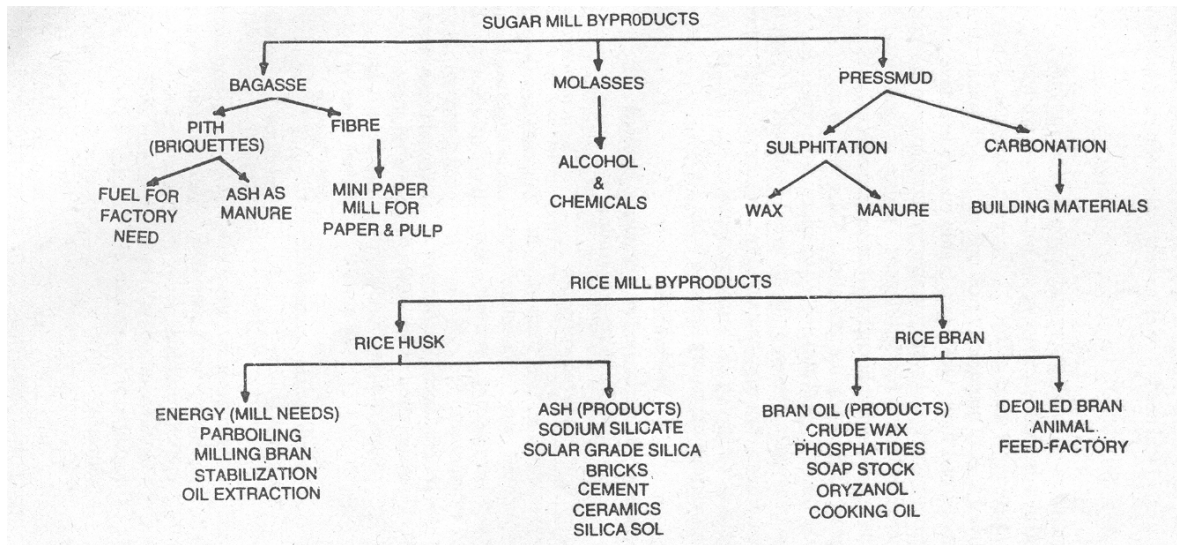 SUGAR MILL BYPRODUCTS
BAGASSE
MOLASSES
PRESSMUD
PITH
(BRIQUETTES)
FIBRE
ALCOHOL
&
CHEMICALS
SULPHITATION
CARBONATION
FUEL FOR
FACTORY
NEED
ASH AS
MANURE
MINI PAPER
MILL FOR
PAPER & PULP
WAX
MANURE
BUILDING MATERIALS
RICE MILL BYPRODUCTS
RICE HUSK
RICE BRAN
ENERGY (MILL NEEDS)
PARBOILING
MILLING BRAN
STABILIZATION
OIL EXTRACTION
ASH (PRODUCTS)
SODIUM SILICATE
SOLAR GRADE SILICA
BRICKS
CEMENT
CERAMICS
SILICA SOL
BRAN OIL (PRODUCTS)
CRUDE WAX
PHOSPHATIDES
SOAP STOCK
ORYZANOL
COOKING OIL
DEOILED BRAN
ANIMAL
FEED-FACTORY